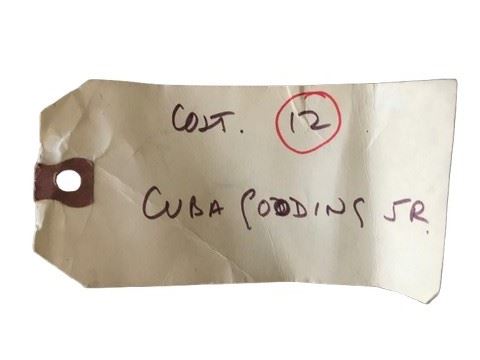 COST. 12
CUBA GOODING JR.